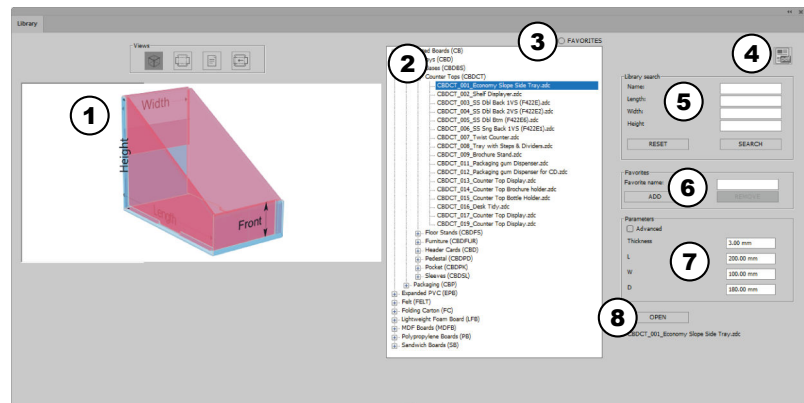 Library
Views
Width
Height
Length
Front
1
2
3
FAVORITES
4
Boards (CB)
(CBD)
(CBDBS)
Counter Tops (CBDCT)
CBDCT_001_Economy Slope Side Tray.zdc
CBDCT_002_Shelf Displayer.zdc
CBDCT_003_SS Dbl Back 1VS (F422E).zdc
CBDCT_004_SS Dbl Back 2VS (F422E2).zdc
CBDCT_005_SS Dbl Btm (F422E6).zdc
CBDCT_006_SS Sng Back 1VS (F422E1).zdc
CBDCT_007_Twist Counter.zdc
CBDCT_008_Tray with Steps & Dividers.zdc
CBDCT_009_Brochure Stand.zdc
CBDCT_011_Packaging gum Dispenser.zdc
CBDCT_012_Packaging gum Dispenser for CD.zdc
CBDCT_013_Counter Top Display.zdc
CBDCT_014_Counter Top Brochure holder.zdc
CBDCT_015_Counter Top Bottle Holder.zdc
CBDCT_016_Desk Tidy.zdc
CBDCT_017_Counter Top Display.zdc
CBDCT_019_Counter Top Display.zdc
Floor Stands (CBDFS)
Furniture (CBDFUR)
Header Cards (CBD)
Pedestal (CBDPD)
Pocket (CBDPK)
Sleeves (CBDSL)
Packaging (CBP)
Expanded PVC (EPB)
Felt (FELT)
Folding Carton (FC)
Lightweight Foam Board (LFB)
MDF Boards (MDFB)
Polypropylene Boards (PB)
Sandwich Boards (SB)
Library search
Name:
Length:
Width:
Height
5
RESET SEARCH
Favorites
Favorite name:
6
ADD REMOVE
Parameters
Advanced
Thickness 3.00 mm
L 200.00 mm
W 100.00 mm
D 180.00 mm
7
8
OPEN
CBDCT_001_Economy Slope Side Tray.zdc